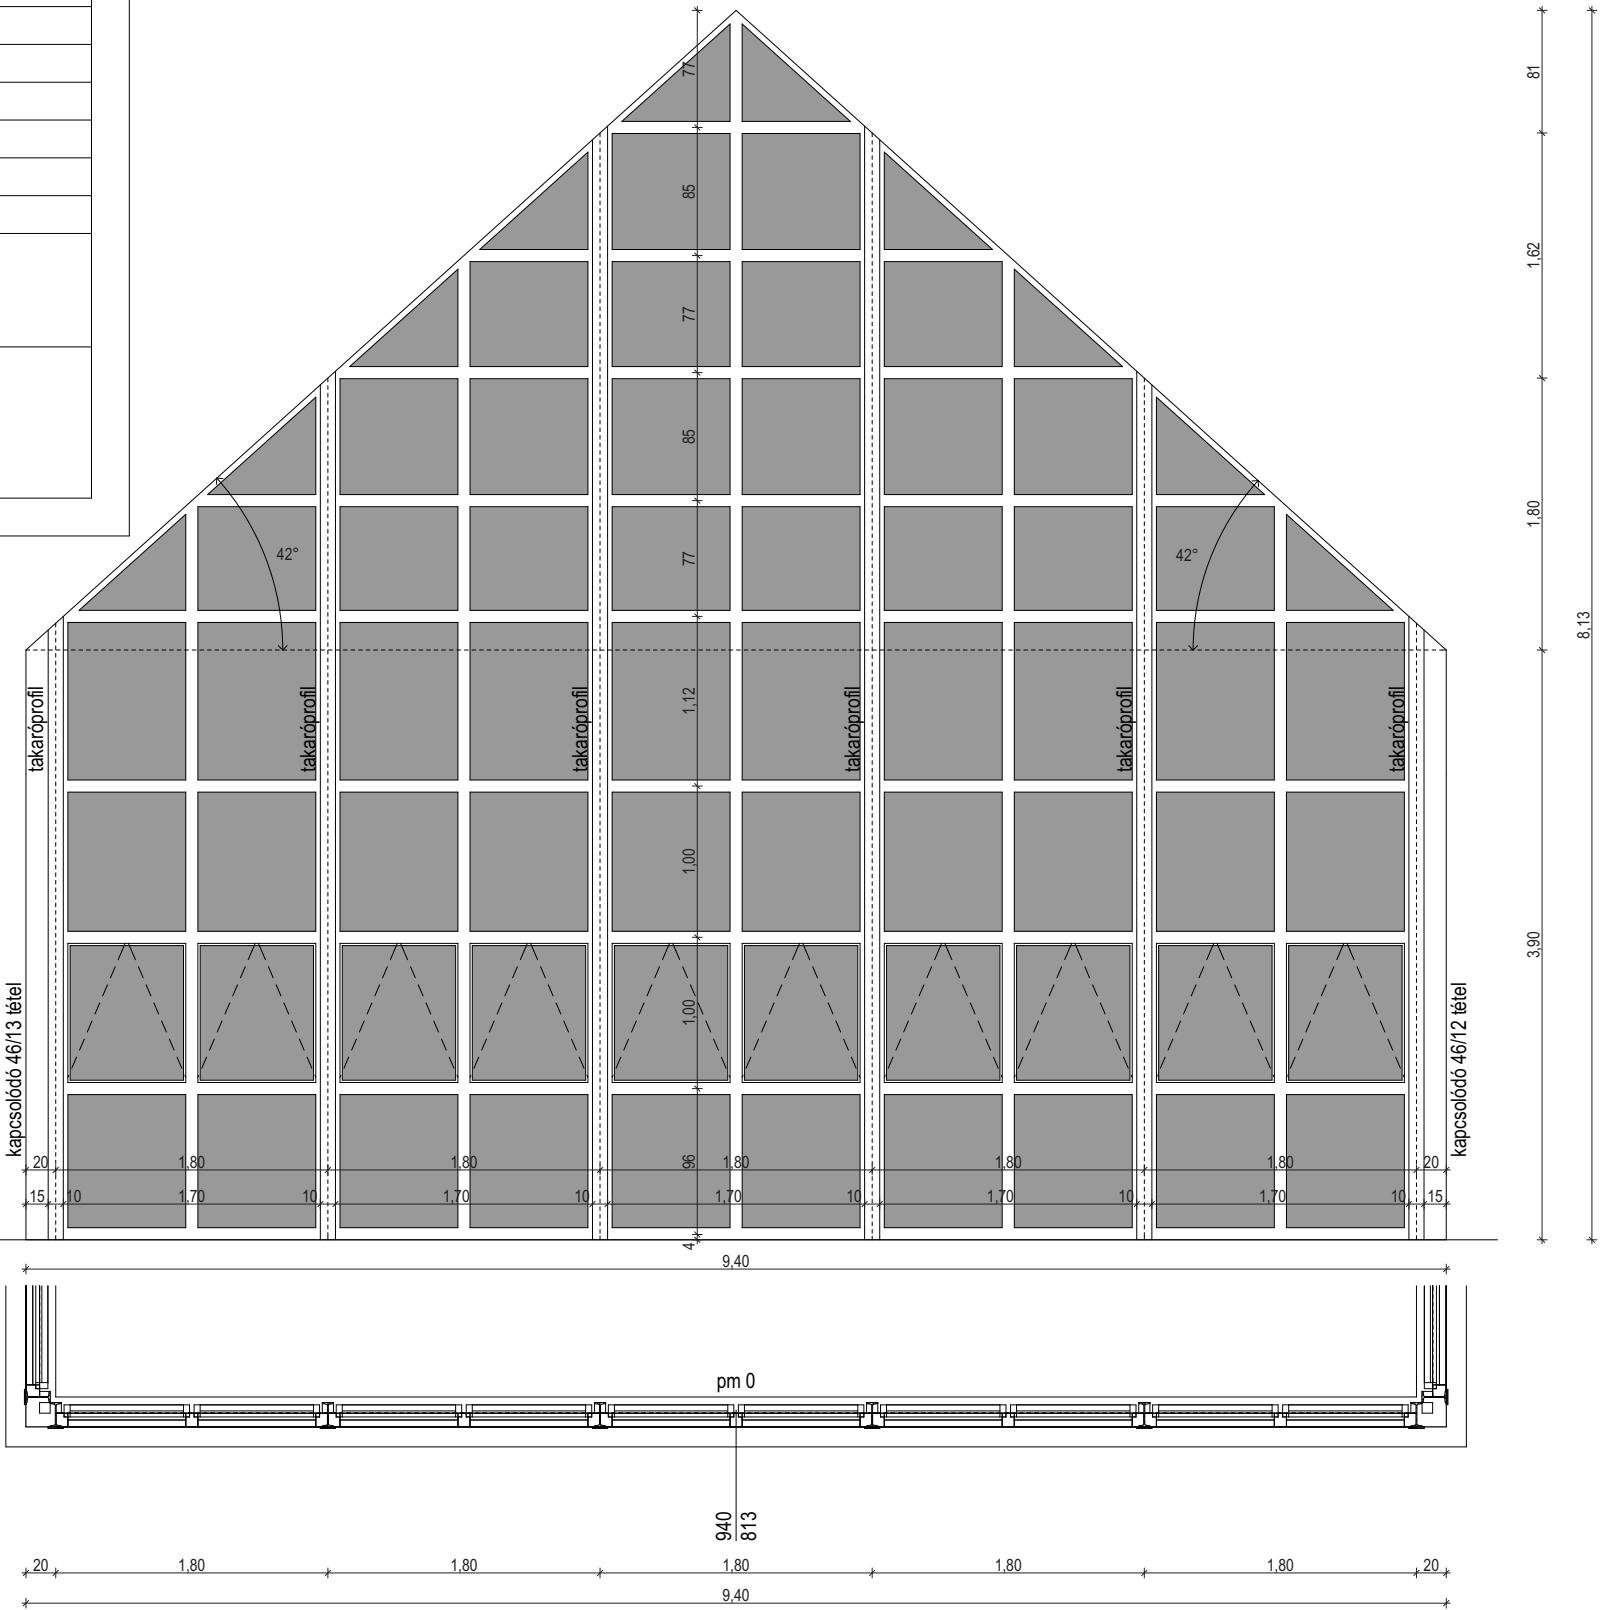 77
81
85
1,62
77
85
42°
42°
1,80
77
8,13
takaróprofil
takaróprofil
takaróprofil
1,12
takaróprofil
takaróprofil
takaróprofil
1,00
3,90
1,00
kapcsolódó 46/13 tétel
kapcsolódó 46/12 tétel
96
20 1,80 1,80 1,80 1,80 1,80 20
15 10 1,70 10 1,70 10 1,70 10 1,70 10 1,70 10 15
4
9,40
pm 0
940
813
20 1,80 1,80 1,80 1,80 1,80 20
9,40